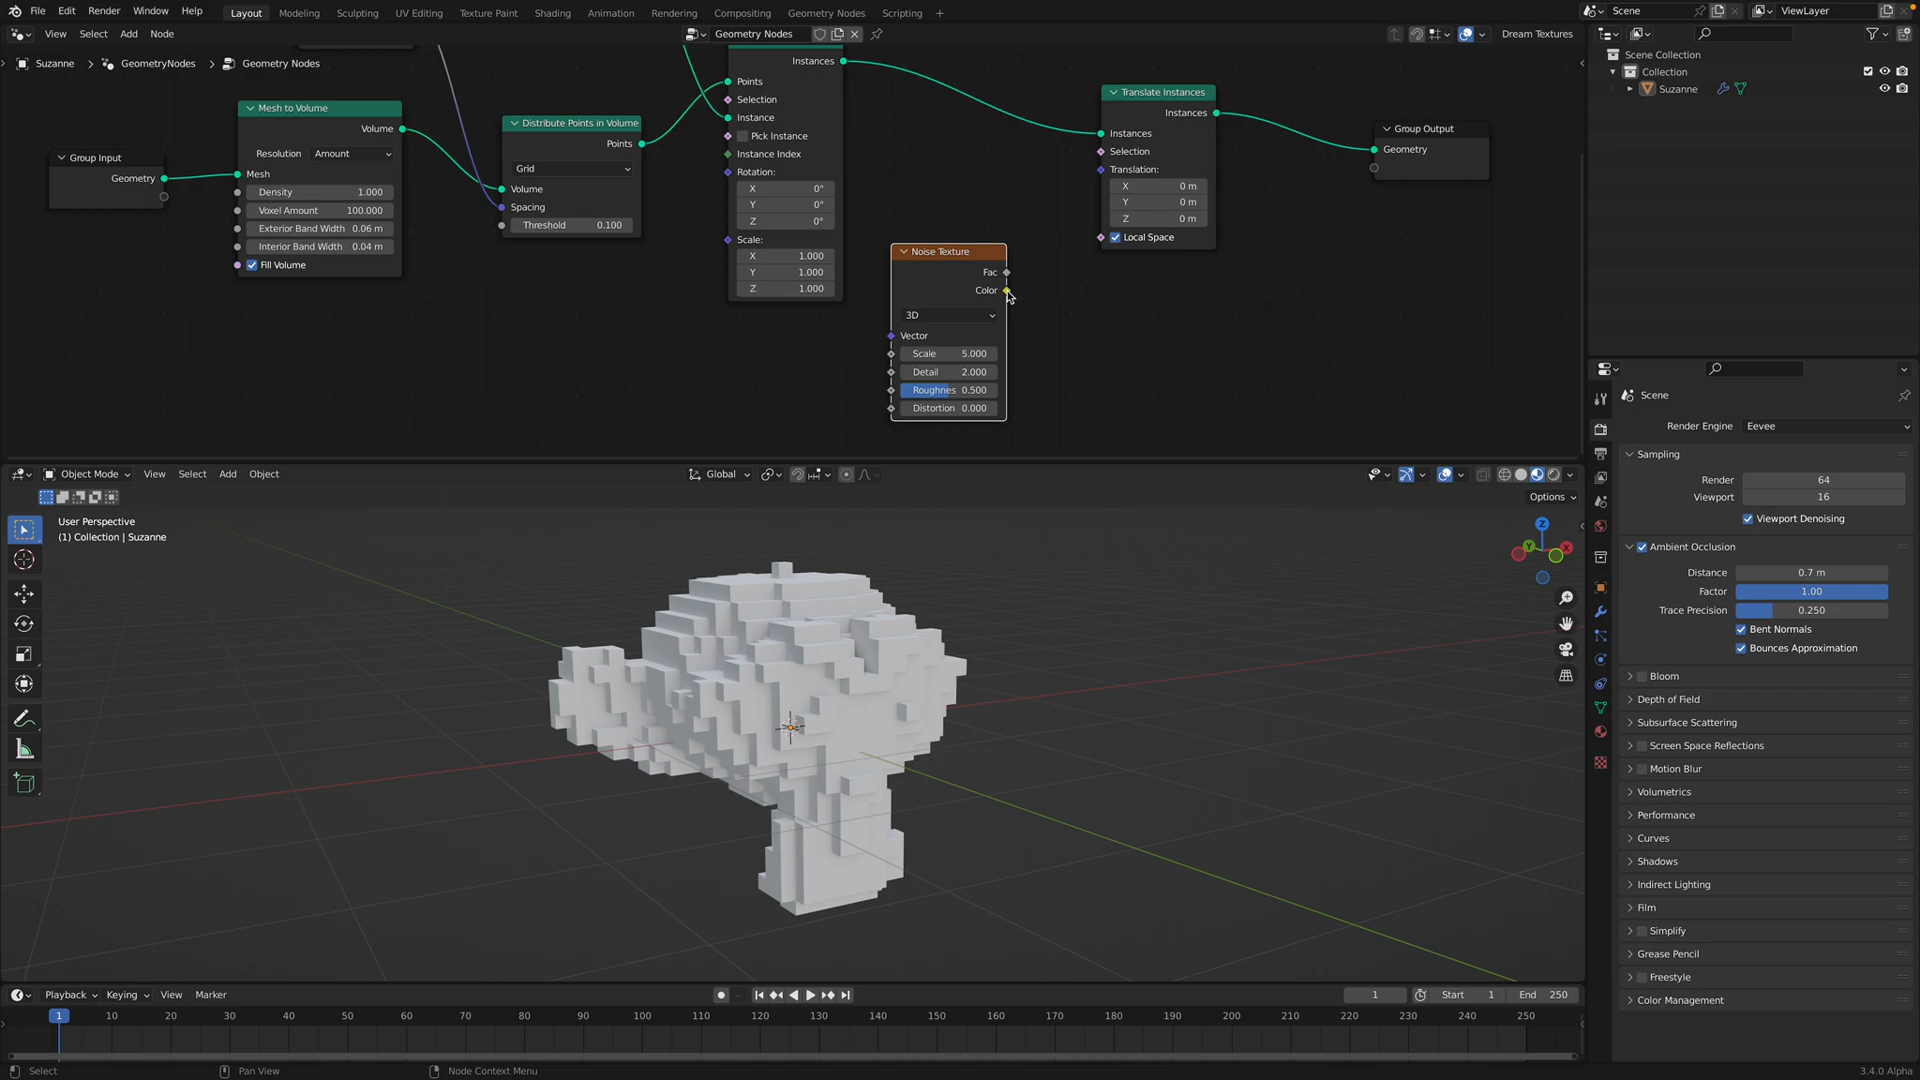 File Edit Render Window Help Layout Modeling Sculpting UV Editing Texture Paint Shading Animation Rendering Compositing Geometry Nodes Scripting + Scene ViewLayer
View Select Add Node Geometry Nodes Dream Textures
Suzanne > GeometryNodes > Geometry Nodes
Scene Collection
Collection
Suzanne
Group Input
Geometry
Mesh to Volume
Volume
Resolution Amount
Mesh
Density 1.000
Voxel Amount 100.000
Exterior Band Width 0.06 m
Interior Band Width 0.04 m
Fill Volume
Distribute Points in Volume
Points
Grid
Volume
Spacing
Threshold 0.100
Instances
Points
Selection
Instance
Pick Instance
Instance Index
Rotation:
X 0°
Y 0°
Z 0°
Scale:
X 1.000
Y 1.000
Z 1.000
Noise Texture
Fac
Color
3D
Vector
Scale 5.000
Detail 2.000
Roughnes 0.500
Distortion 0.000
Translate Instances
Instances
Instances
Selection
Translation:
X 0 m
Y 0 m
Z 0 m
Local Space
Group Output
Geometry
Object Mode View Select Add Object Global
Options
User Perspective
(1) Collection | Suzanne
Z
Y
X
Scene
Render Engine Eevee
Sampling
Render 64
Viewport 16
Viewport Denoising
Ambient Occlusion
Distance 0.7 m
Factor 1.00
Trace Precision 0.250
Bent Normals
Bounces Approximation
Bloom
Depth of Field
Subsurface Scattering
Screen Space Reflections
Motion Blur
Volumetrics
Performance
Curves
Shadows
Indirect Lighting
Film
Simplify
Grease Pencil
Freestyle
Color Management
Playback Keying View Marker 1 Start 1 End 250
1 10 20 30 40 50 60 70 80 90 100 110 120 130 140 150 160 170 180 190 200 210 220 230 240 250
Select Pan View Node Context Menu 3.4.0 Alpha